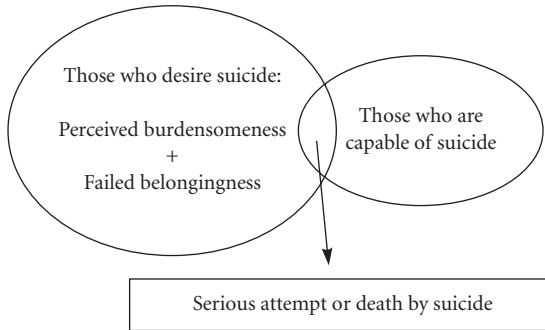 Those who desire suicide:
Perceived burdensomeness
+
Failed belongingness
Those who are
capable of suicide
Serious attempt or death by suicide